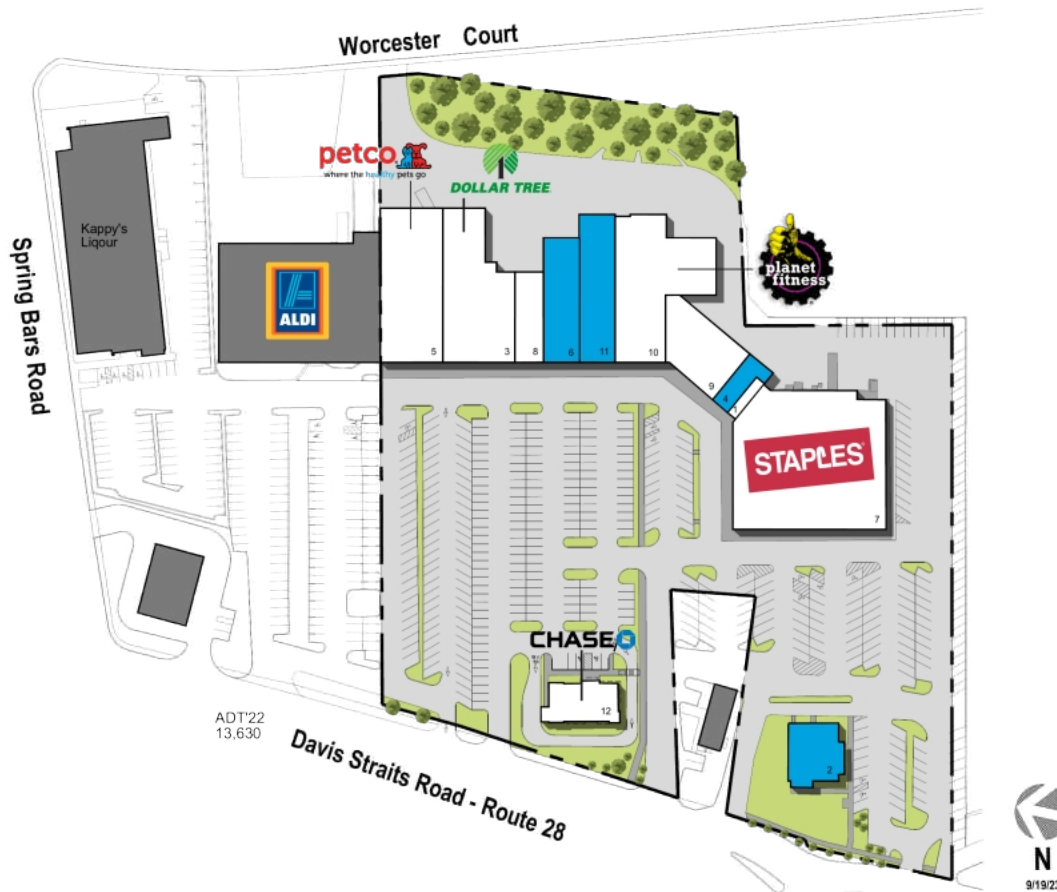 Worcester Court
petco
where the healthy pets go
DOLLAR TREE
Kappy's
Liqour
Spring Bars Road
ALDI
planet
fitness
5
3
8
6
11
10
9
4
1
STAPLES
7
CHASE
12
2
ADT'22
13,630
Davis Straits Road - Route 28
N